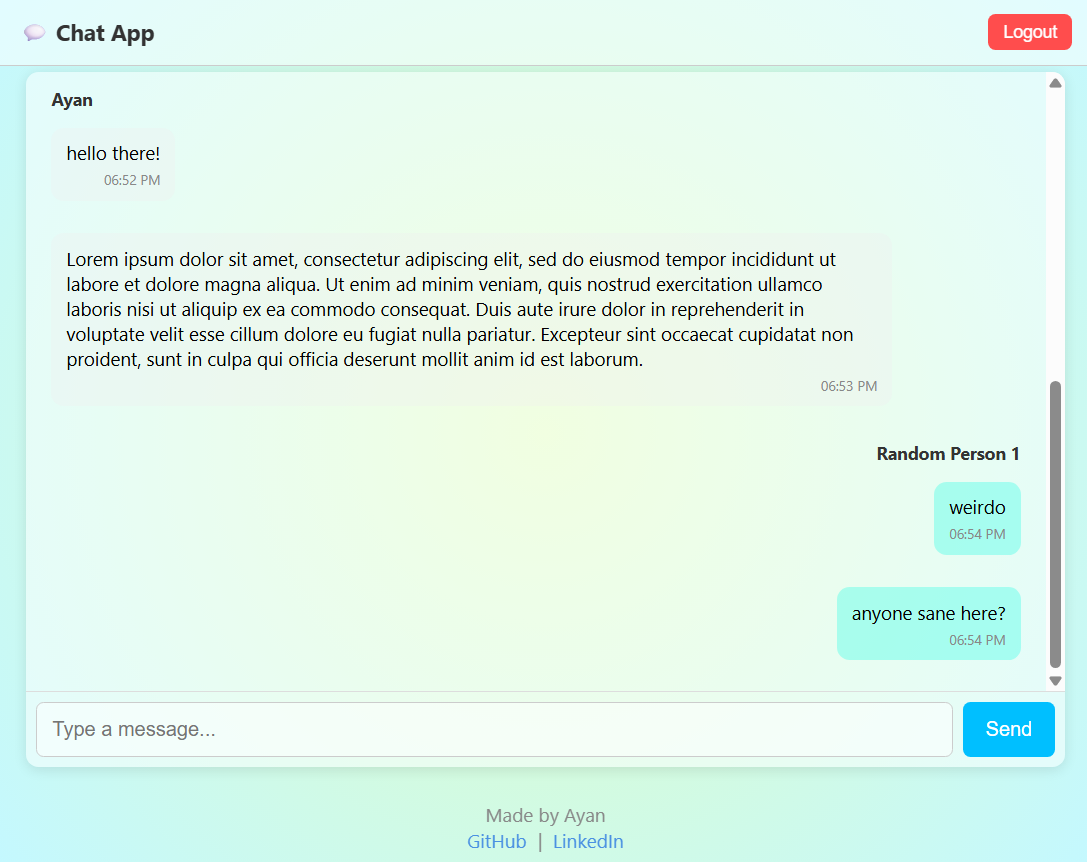 Chat App
Logout
Ayan
hello there!
06:52 PM
Lorem ipsum dolor sit amet, consectetur adipiscing elit, sed do eiusmod tempor incididunt ut
labore et dolore magna aliqua. Ut enim ad minim veniam, quis nostrud exercitation ullamco
laboris nisi ut aliquip ex ea commodo consequat. Duis aute irure dolor in reprehenderit in
voluptate velit esse cillum dolore eu fugiat nulla pariatur. Excepteur sint occaecat cupidatat non
proident, sunt in culpa qui officia deserunt mollit anim id est laborum.
06:53 PM
Random Person 1
weirdo
06:54 PM
anyone sane here?
06:54 PM
Type a message...
Send
Made by Ayan
GitHub | LinkedIn